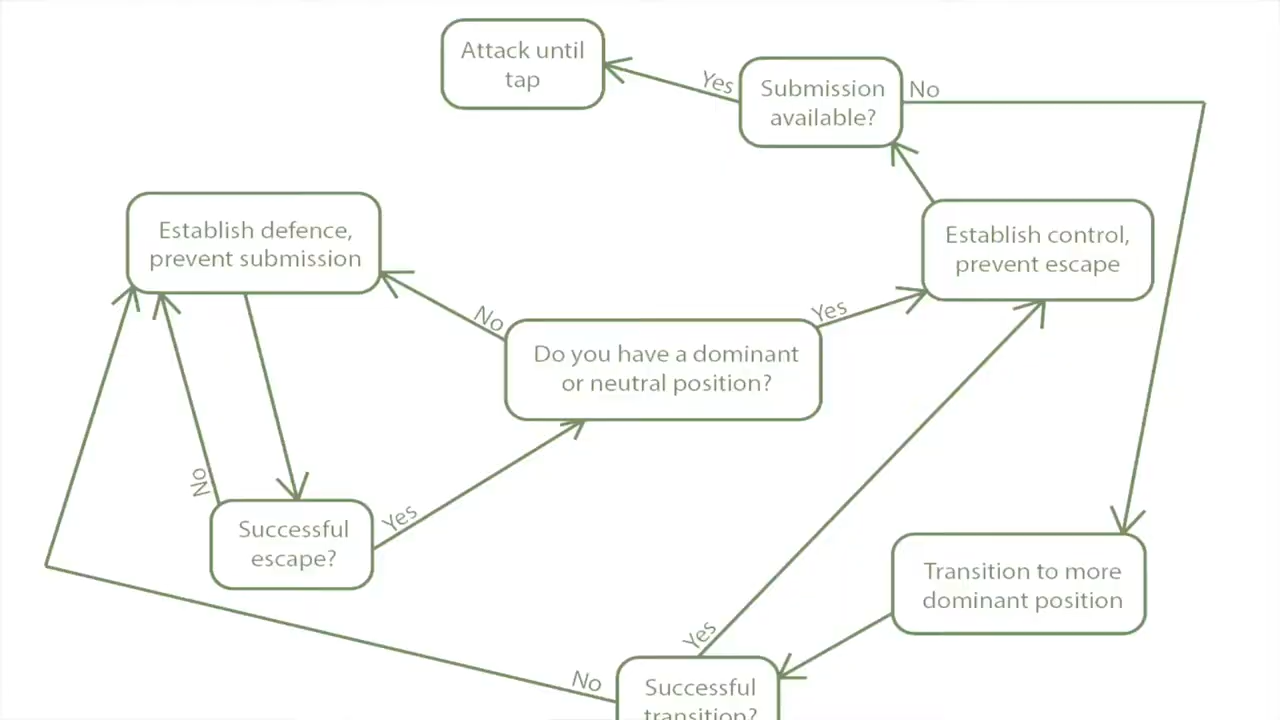 Attack until
tap
Yes
Submission
available?
No
Establish defence,
prevent submission
Establish control,
prevent escape
No
Yes
Do you have a dominant
or neutral position?
No
Yes
Successful
escape?
Transition to more
dominant position
Yes
No
Successful
transition?